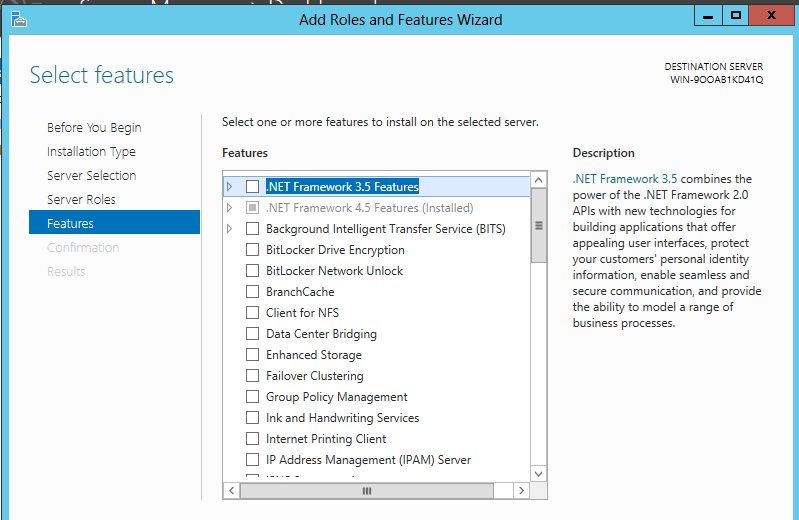 Add Roles and Features Wizard
Select features
DESTINATION SERVER
WIN-9OOAB1KD41Q
Before You Begin
Installation Type
Server Selection
Server Roles
Features
Confirmation
Results
Select one or more features to install on the selected server.
Features
.NET Framework 3.5 Features
.NET Framework 4.5 Features (Installed)
Background Intelligent Transfer Service (BITS)
BitLocker Drive Encryption
BitLocker Network Unlock
BranchCache
Client for NFS
Data Center Bridging
Enhanced Storage
Failover Clustering
Group Policy Management
Ink and Handwriting Services
Internet Printing Client
IP Address Management (IPAM) Server
Description
.NET Framework 3.5 combines the
power of the .NET Framework 2.0
APIs with new technologies for
building applications that offer
appealing user interfaces, protect
your customers' personal identity
information, enable seamless and
secure communication, and provide
the ability to model a range of
business processes.